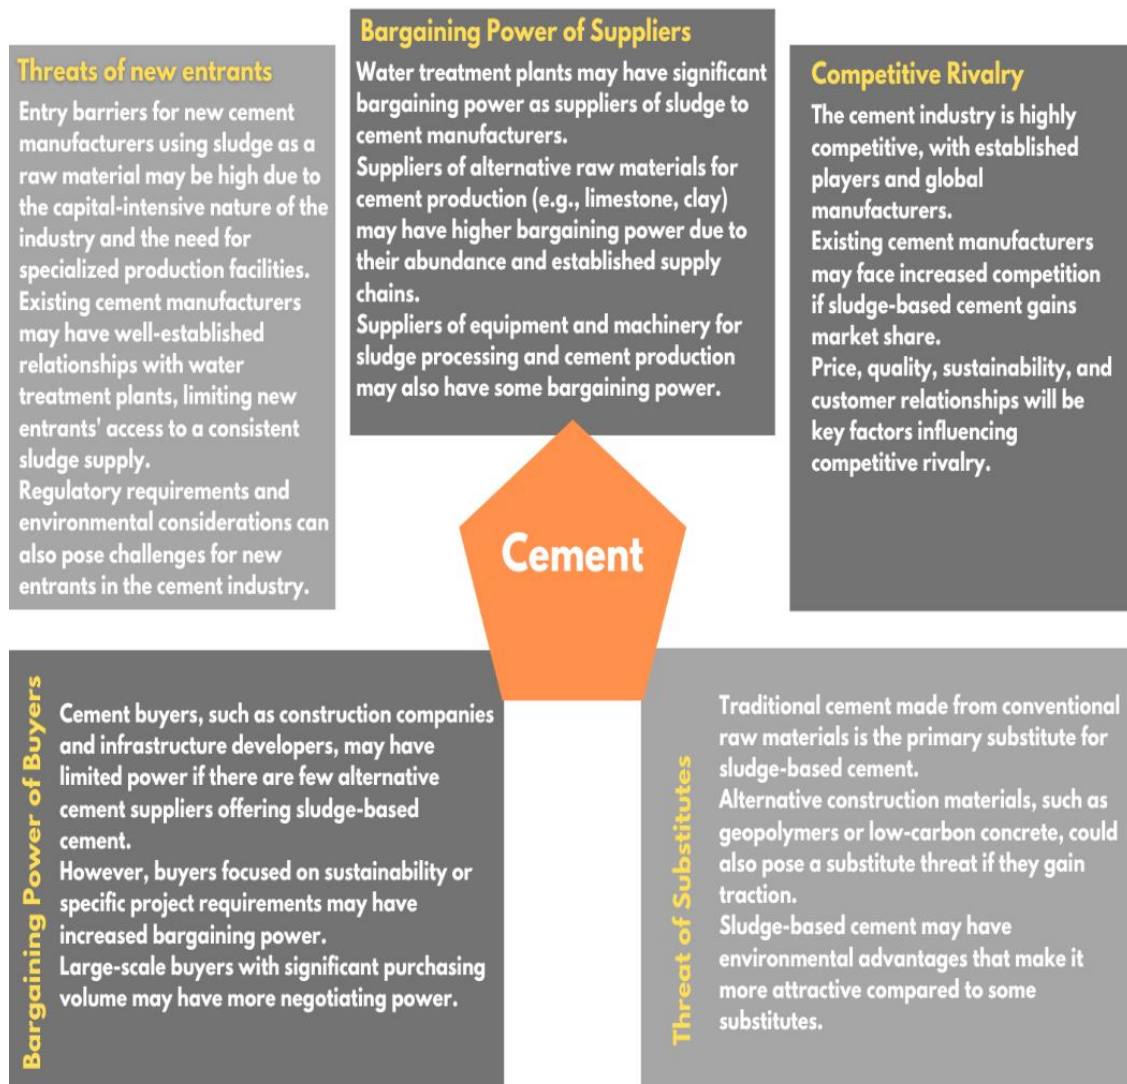 Threats of new entrants
Entry barriers for new cement
manufacturers using sludge as a
raw material may be high due to
the capital-intensive nature of the
industry and the need for
specialized production facilities.
Existing cement manufacturers
may have well-established
relationships with water
treatment plants, limiting new
entrants' access to a consistent
sludge supply.
Regulatory requirements and
environmental considerations can
also pose challenges for new
entrants in the cement industry.
Bargaining Power of Suppliers
Water treatment plants may have significant
bargaining power as suppliers of sludge to
cement manufacturers.
Suppliers of alternative raw materials for
cement production (e.g., limestone, clay)
may have higher bargaining power due to
their abundance and established supply
chains.
Suppliers of equipment and machinery for
sludge processing and cement production
may also have some bargaining power.
Competitive Rivalry
The cement industry is highly
competitive, with established
players and global
manufacturers.
Existing cement manufacturers
may face increased competition
if sludge-based cement gains
market share.
Price, quality, sustainability, and
customer relationships will be
key factors influencing
competitive rivalry.
Cement
Bargaining Power of Buyers
Cement buyers, such as construction companies
and infrastructure developers, may have
limited power if there are few alternative
cement suppliers offering sludge-based
cement.
However, buyers focused on sustainability or
specific project requirements may have
increased bargaining power.
Large-scale buyers with significant purchasing
volume may have more negotiating power.
Threat of Substitutes
Traditional cement made from conventional
raw materials is the primary substitute for
sludge-based cement.
Alternative construction materials, such as
geopolymers or low-carbon concrete, could
also pose a substitute threat if they gain
traction.
Sludge-based cement may have
environmental advantages that make it
more attractive compared to some
substitutes.